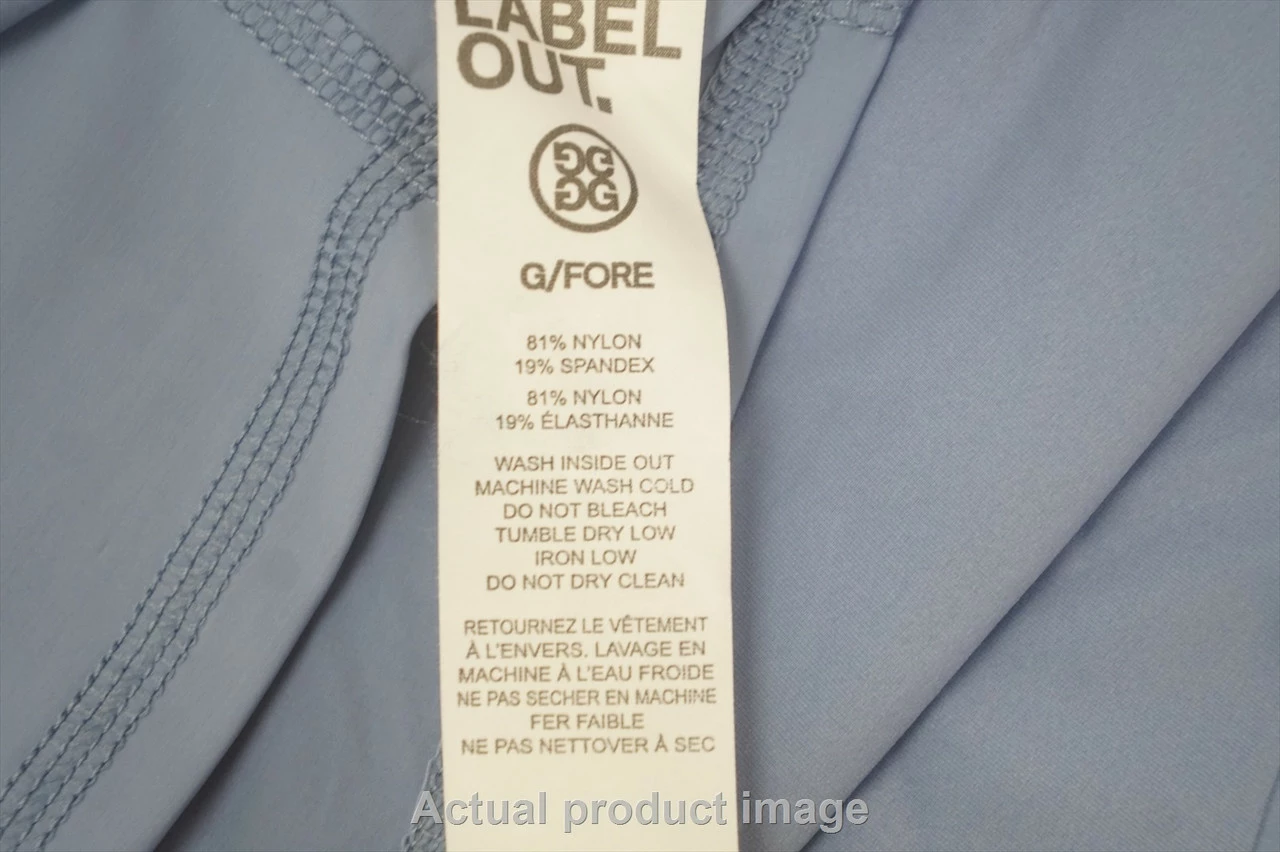 LABEL
OUT.
G/FORE
81% NYLON
19% SPANDEX
81% NYLON
19% ÉLASTHANNE
WASH INSIDE OUT
MACHINE WASH COLD
DO NOT BLEACH
TUMBLE DRY LOW
IRON LOW
DO NOT DRY CLEAN
RETOURNEZ LE VÊTEMENT
À L'ENVERS. LAVAGE EN
MACHINE À L'EAU FROIDE
NE PAS SECHER EN MACHINE
FER FAIBLE
NE PAS NETTOVER À SEC
Actual product image